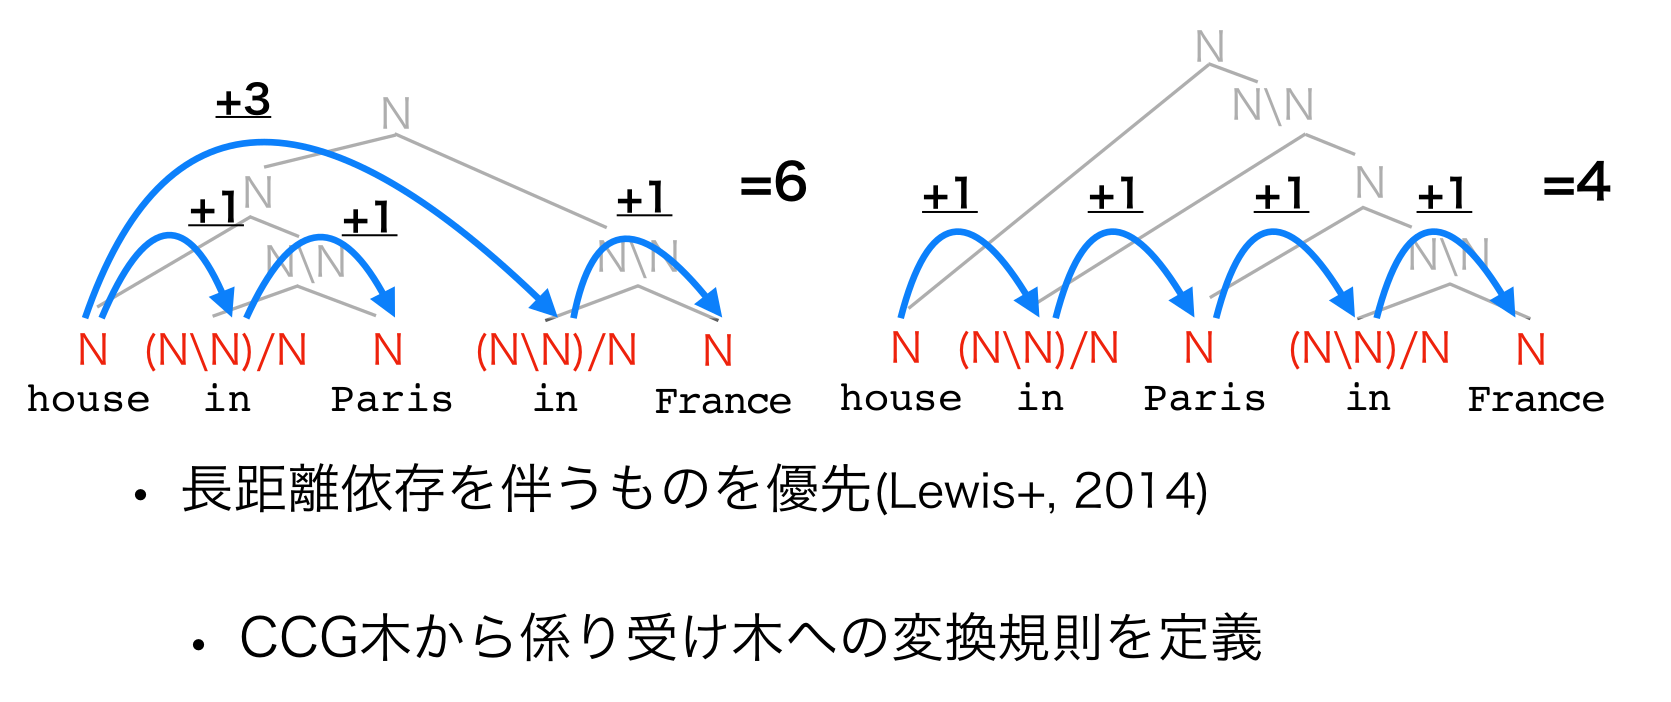 N
+3
N
N\N
=6
=4
N
+1
+1
+1
N
+1
+1
+1
+1
N\N
N\N
N\N
N (N\N)/N N (N\N)/N N
N (N\N)/N N (N\N)/N N
house in Paris in France
house in Paris in France
• 長距離依存を伴うものを優先(Lewis+, 2014)
• CCG木から係り受け木への変換規則を定義